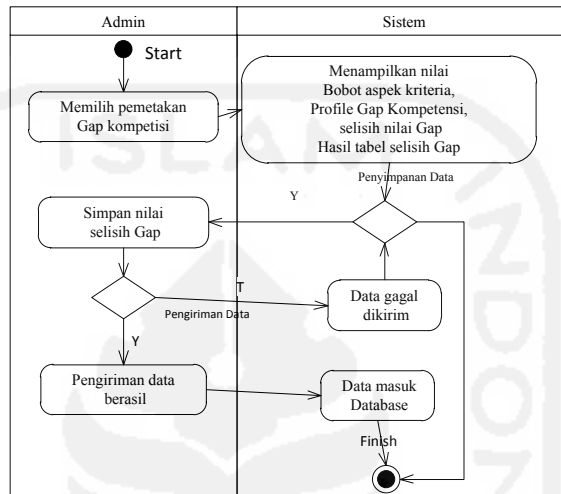 Admin
Sistem
Start
Memilih pemetakan
Gap kompetisi
Menampilkan nilai
Bobot aspek kriteria,
Profile Gap Kompetensi,
selisih nilai Gap
Hasil tabel selisih Gap
Penyimpanan Data
Y
Simpan nilai
selisih Gap
T
Pengiriman Data
Data gagal
dikirim
Y
Pengiriman data
berasil
Data masuk
Database
Finish
ISLAM
INDON